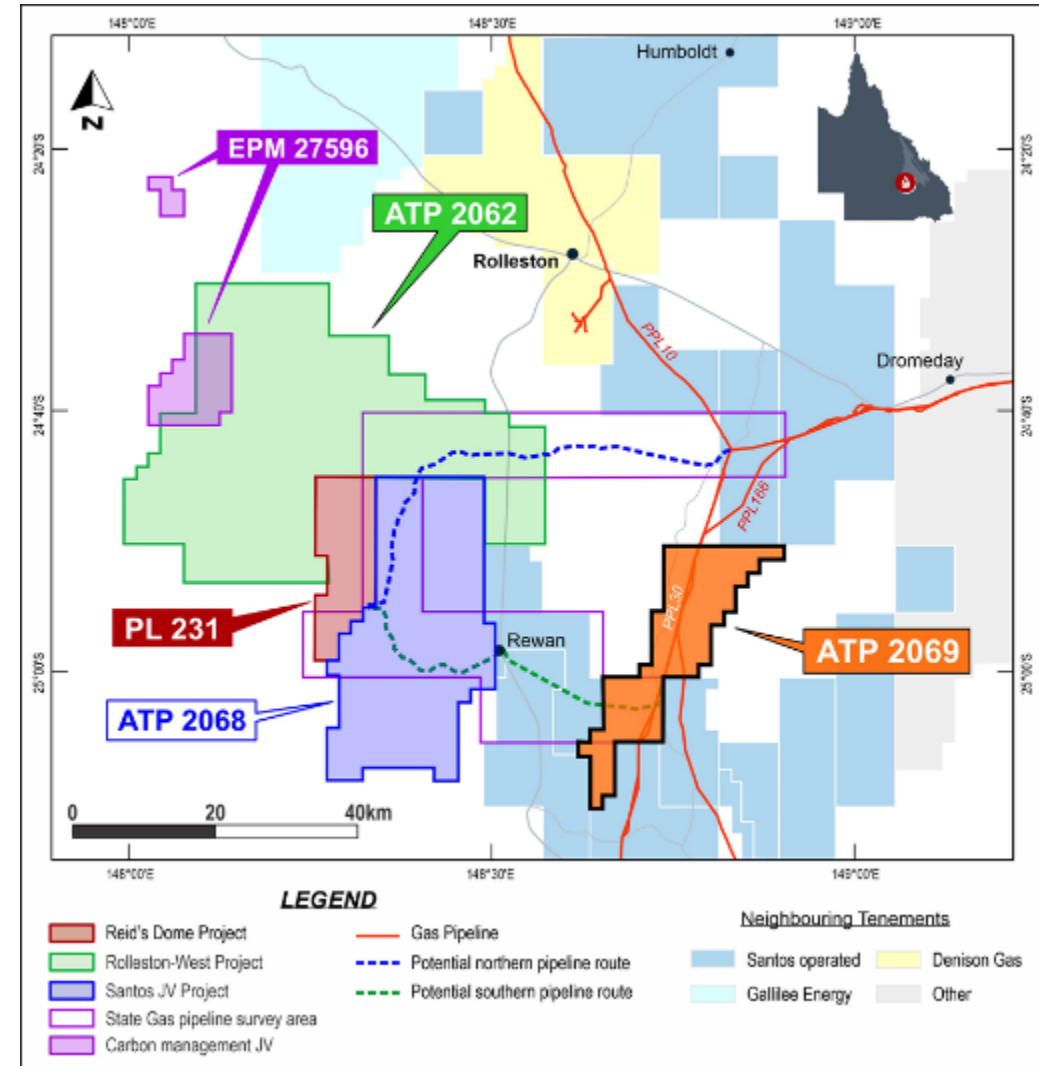 148°00'E 148°30'E 149°00'E
Humboldt
N
24°20'S 24°20'S
EPM 27596
ATP 2062
Rolleston
PPL10
Dromeday
24°40'S 24°40'S
PPL166
PL 231
PPL30
Rewan
ATP 2069
25°00'S 25°00'S
ATP 2068
0 20 40km
148°00'E 148°30'E 149°00'E
LEGEND
Reid's Dome Project
Rolleston-West Project
Santos JV Project
State Gas pipeline survey area
Carbon management JV
Gas Pipeline
Potential northern pipeline route
Potential southern pipeline route
Neighbouring Tenements
Santos operated
Gallilee Energy
Denison Gas
Other